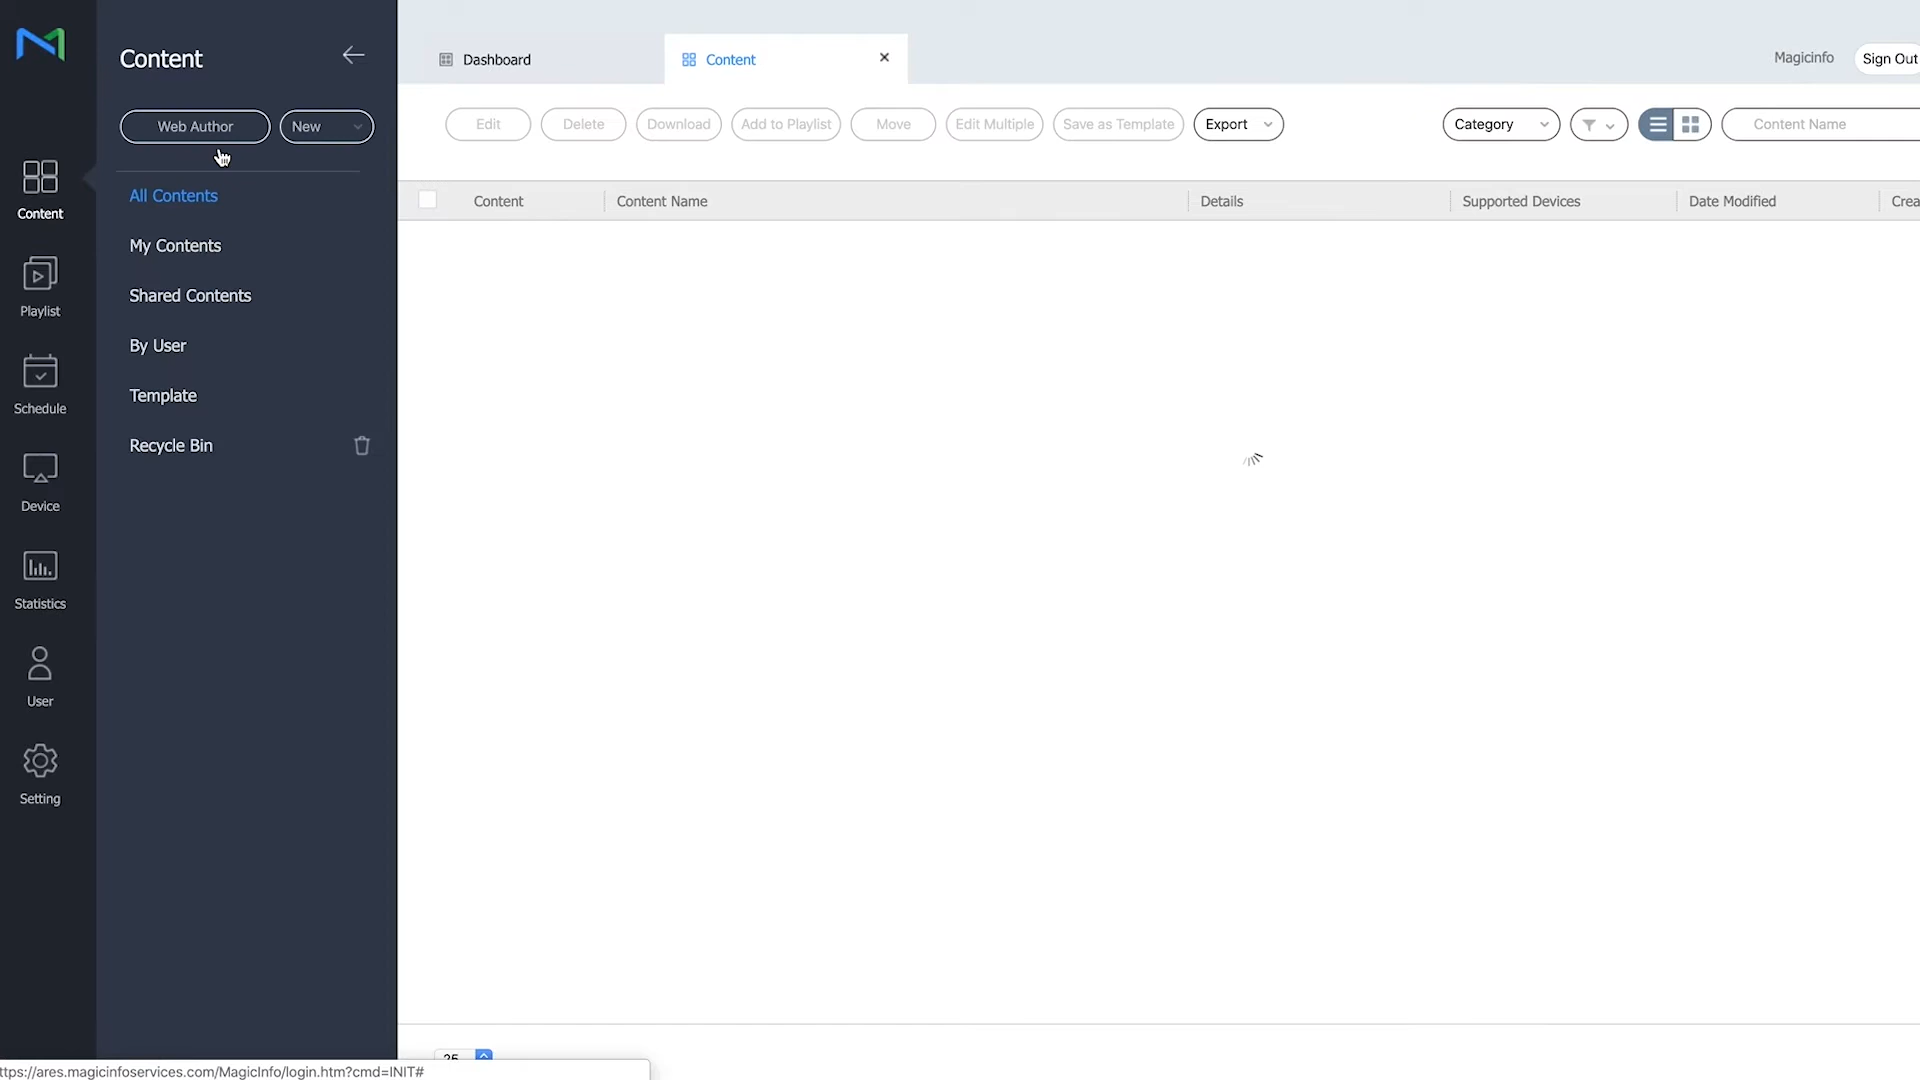 Content
Web Author
New
All Contents
My Contents
Shared Contents
By User
Template
Recycle Bin
Content
Playlist
Schedule
Device
Statistics
User
Setting
Dashboard
Content
Magicinfo
Sign Out
Edit
Delete
Download
Add to Playlist
Move
Edit Multiple
Save as Template
Export
Category
Content Name
Content
Content Name
Details
Supported Devices
Date Modified
Crea
25
ttps://ares.magicinfoservices.com/MagicInfo/login.htm?cmd=INIT#